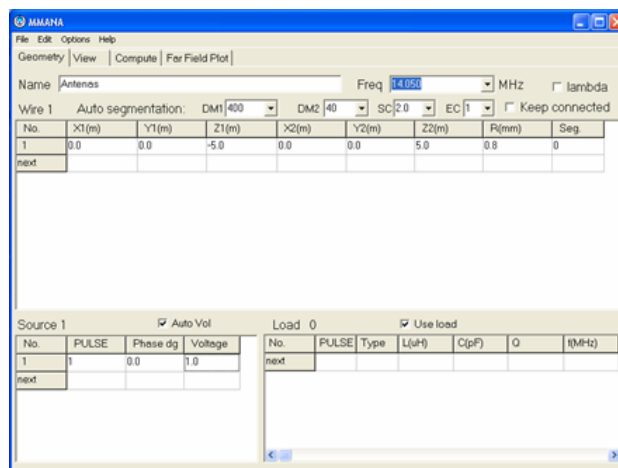 MMANA
File Edit Options Help
Geometry View Compute Far Field Plot
Name Antenas Freq 14.050 MHz lambda
Wire 1 Auto segmentation: DM1 400 DM2 40 SC 2.0 EC 1 Keep connected
No. X1(m) Y1(m) Z1(m) X2(m) Y2(m) Z2(m) R(mm) Seg.
1 0.0 0.0 -5.0 0.0 0.0 5.0 0.8 0
next
Source 1 Auto Vol Load 0 Use load
No. PULSE Phase dg Voltage No. PULSE Type L(uH) C(pF) Q f(MHz)
1 1 0.0 1.0 next
next